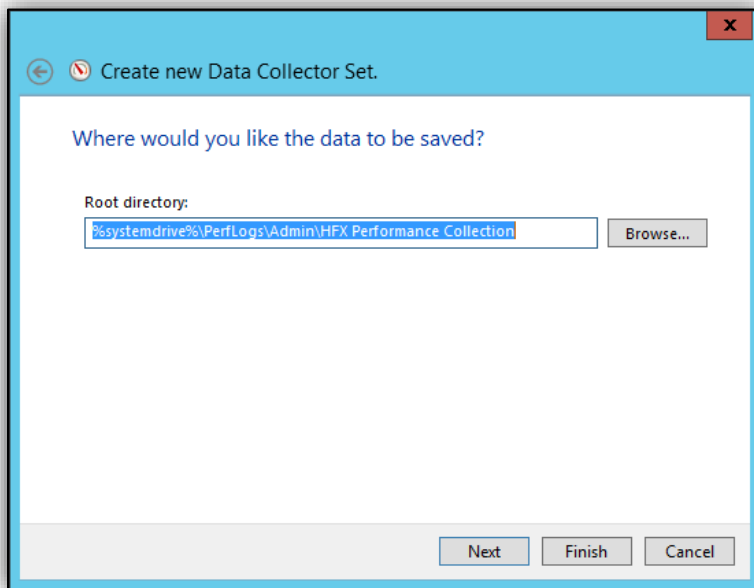 x
Create new Data Collector Set.
Where would you like the data to be saved?
Root directory:
%systemdrive%\PerfLogs\Admin\HFX Performance Collection
Browse...
Next Finish Cancel